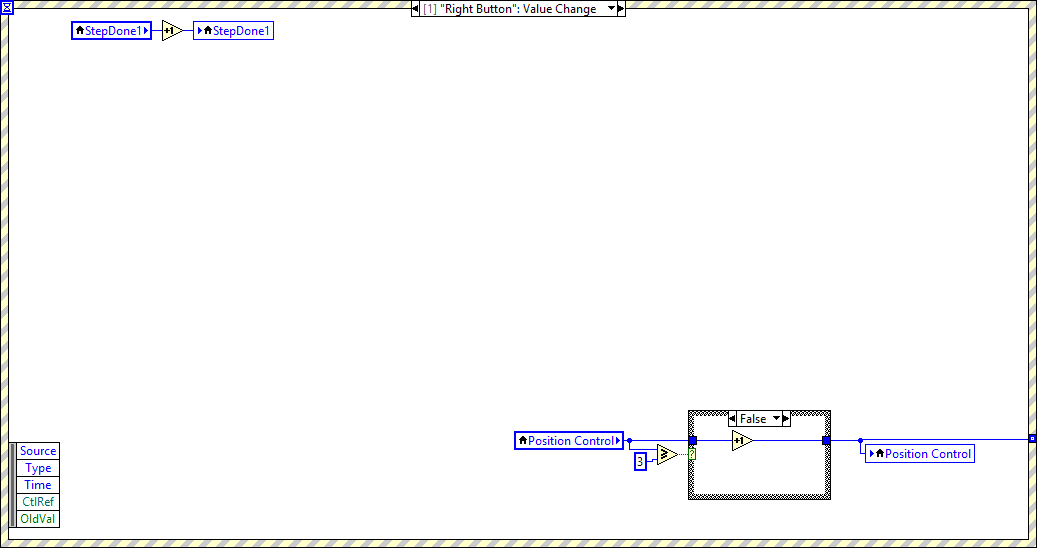 [1] "Right Button": Value Change
StepDone1 +1 StepDone1
False
Position Control +1
3 ≥ ? Position Control
Source
Type
Time
CtlRef
OldVal